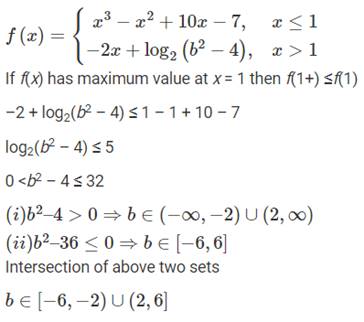 f (x) = { x³ − x² + 10x − 7, x ≤ 1
−2x + log₂ (b² − 4), x > 1
If f(x) has maximum value at x = 1 then f(1+) ≤f(1)
−2 + log₂(b² − 4) ≤ 1 − 1 + 10 − 7
log₂(b² − 4) ≤ 5
0 <b² − 4 ≤ 32
(i)b²–4 > 0 ⇒ b ∈ (−∞, −2) ∪ (2, ∞)
(ii)b²–36 ≤ 0 ⇒ b ∈ [−6, 6]
Intersection of above two sets
b ∈ [−6, −2) ∪ (2, 6]